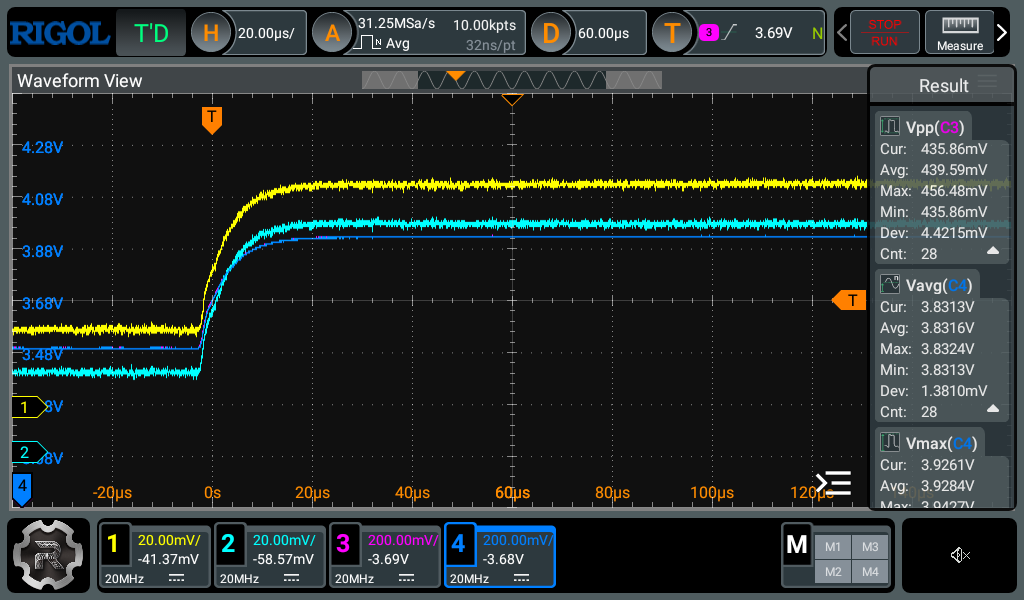 RIGOL T'D H 20.00μs/ A 31.25MSa/s 10.00kpts D 60.00μs T 3 3.69V N STOP
N Avg 32ns/pt RUN Measure
Waveform View Result
T
4.28V
4.08V
3.88V
3.68V T
3.48V
1 8V
2 8V
4
-20μs 0s 20μs 40μs 60μs 80μs 100μs 120μs
Vpp(C3)
Cur: 435.86mV
Avg: 439.59mV
Max: 456.48mV
Min: 435.86mV
Dev: 4.4215mV
Cnt: 28
Vavg(C4)
Cur: 3.8313V
Avg: 3.8316V
Max: 3.8324V
Min: 3.8313V
Dev: 1.3810mV
Cnt: 28
Vmax(C4)
Cur: 3.9261V
Avg: 3.9284V
Max: 3.9427V
R
1 20.00mV/
-41.37mV
20MHz
2 20.00mV/
-58.57mV
20MHz
3 200.00mV/
-3.69V
20MHz
4 200.00mV/
-3.68V
20MHz
M M1 M3
M2 M4